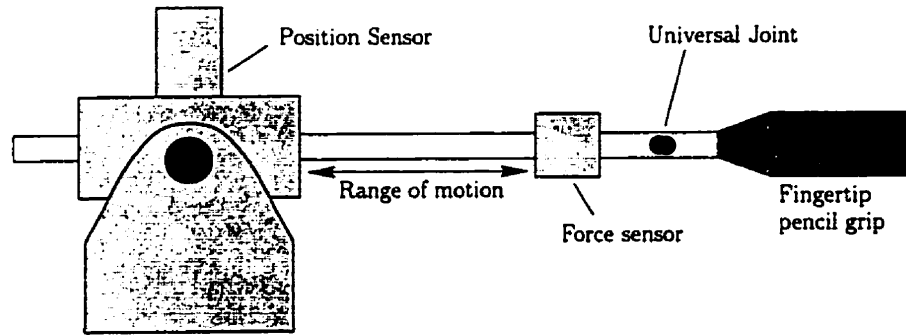 Position Sensor
Universal Joint
Range of motion
Force sensor
Fingertip
pencil grip